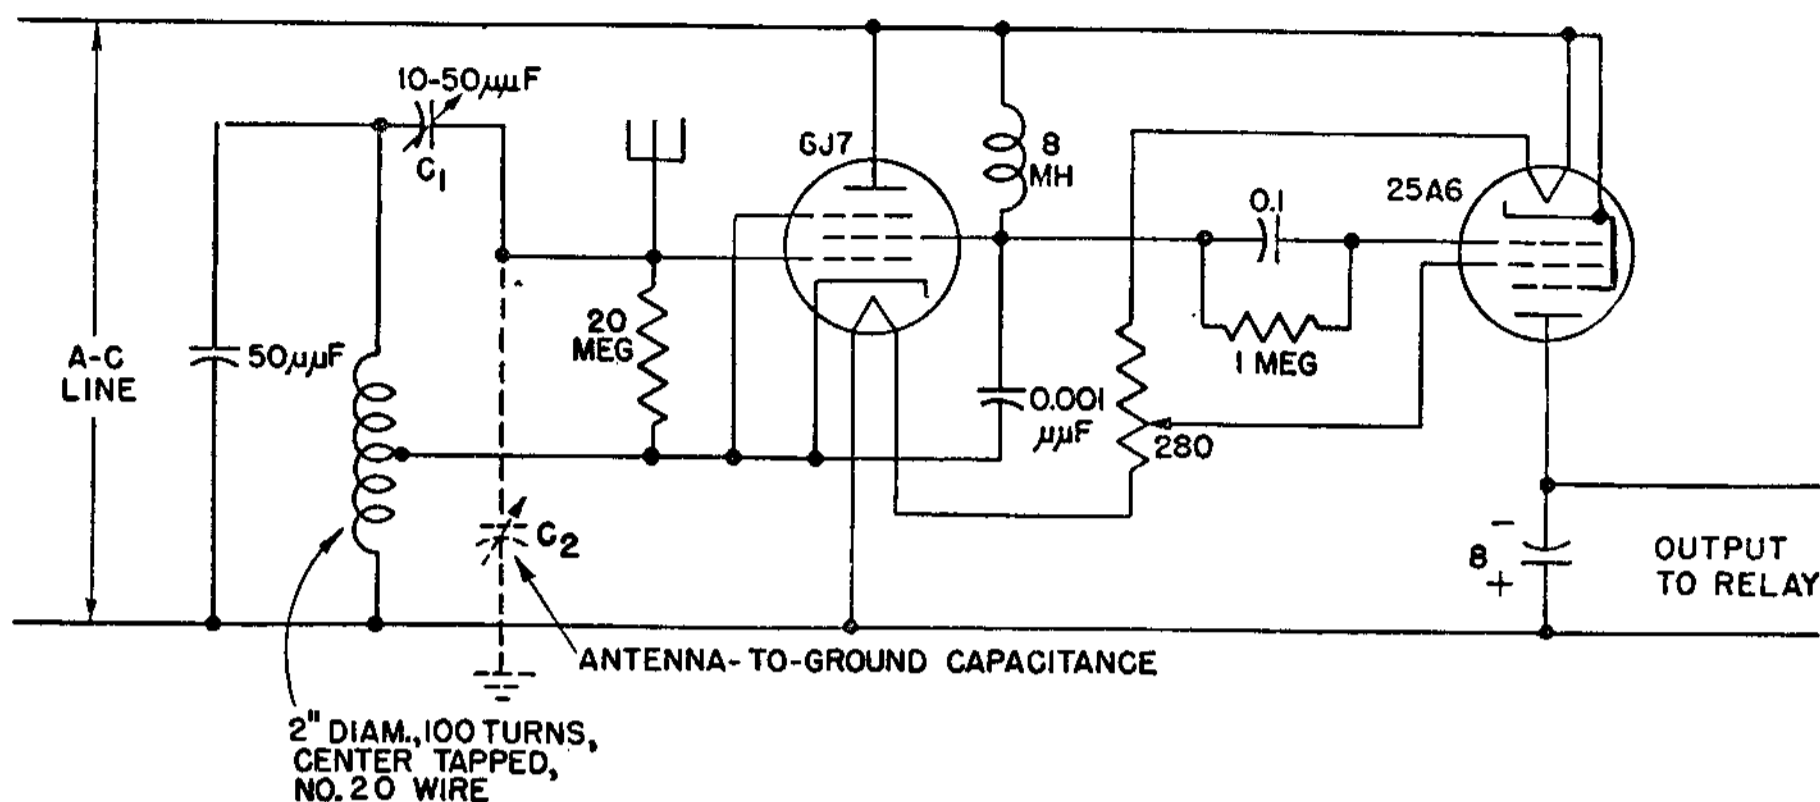 10-50μμF
C₁
6J7
8
MH
25A6
0.1
A-C
LINE
50μμF
20
MEG
1 MEG
0.001
μμF
280
C₂
8
−
+
OUTPUT
TO RELAY
ANTENNA-TO-GROUND CAPACITANCE
2" DIAM., 100 TURNS,
CENTER TAPPED,
NO. 20 WIRE